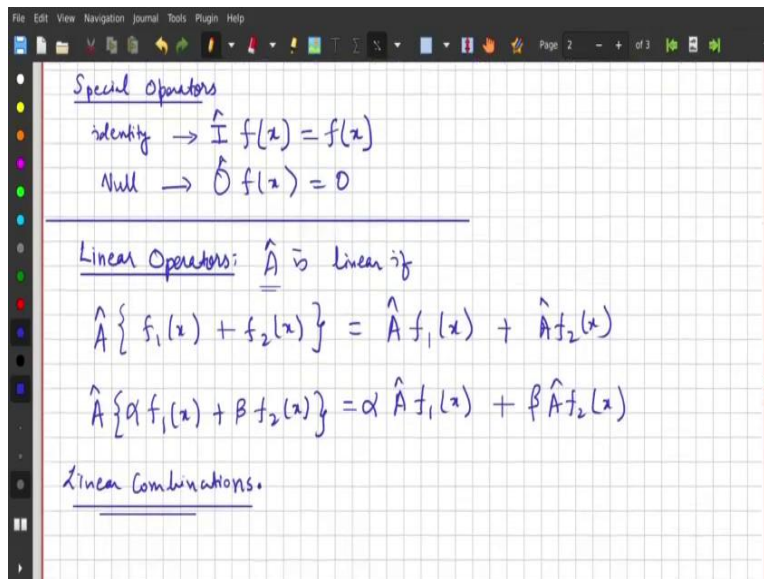 File Edit View Navigation Journal Tools Plugin Help
Page 2 - + of 3
Special Operators
identity → Î f(x) = f(x)
Null → Ô f(x) = 0
Linear Operators: Â is linear if
Â{ f₁(x) + f₂(x)} = Â f₁(x) + Â f₂(x)
Â{α f₁(x) + β f₂(x)} = α Â f₁(x) + β Â f₂(x)
Linear Combinations.